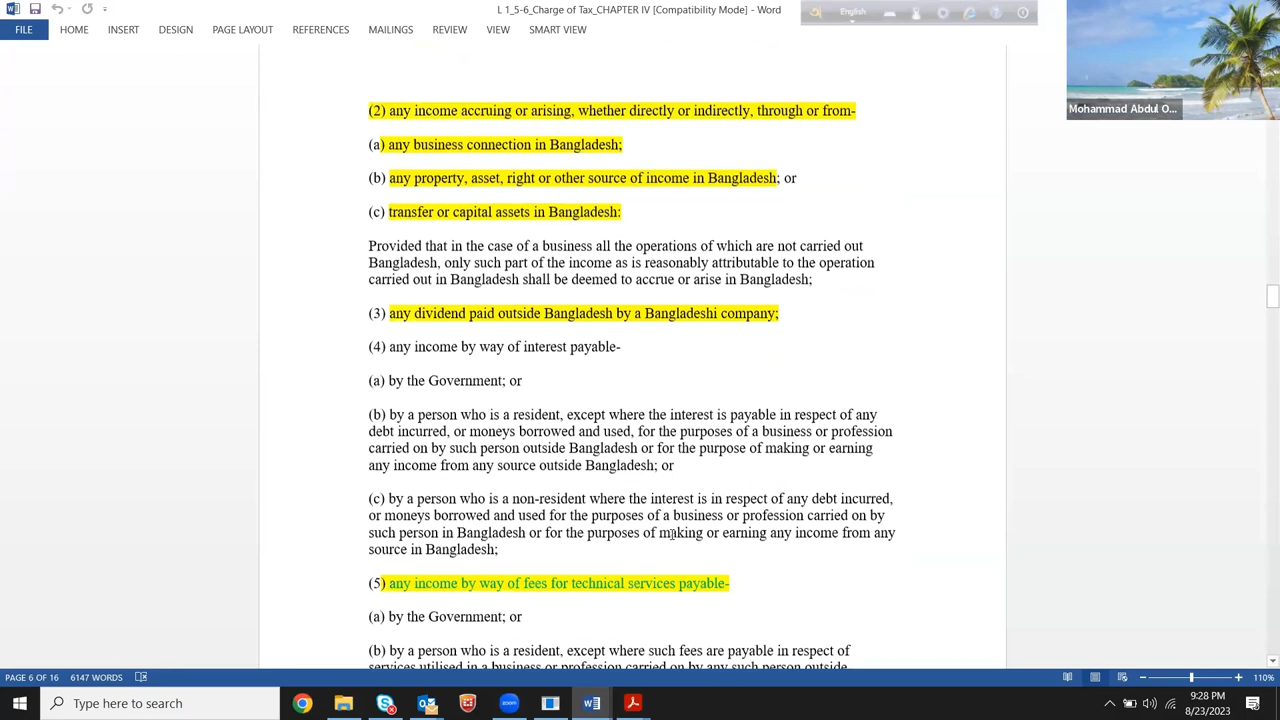 L 1_5-6_Charge of Tax_CHAPTER IV [Compatibility Mode] - Word
English
FILE HOME INSERT DESIGN PAGE LAYOUT REFERENCES MAILINGS REVIEW VIEW SMART VIEW
Mohammad Abdul O...
(2) any income accruing or arising, whether directly or indirectly, through or from-
(a) any business connection in Bangladesh;
(b) any property, asset, right or other source of income in Bangladesh; or
(c) transfer or capital assets in Bangladesh:
Provided that in the case of a business all the operations of which are not carried out
Bangladesh, only such part of the income as is reasonably attributable to the operation
carried out in Bangladesh shall be deemed to accrue or arise in Bangladesh;
(3) any dividend paid outside Bangladesh by a Bangladeshi company;
(4) any income by way of interest payable-
(a) by the Government; or
(b) by a person who is a resident, except where the interest is payable in respect of any
debt incurred, or moneys borrowed and used, for the purposes of a business or profession
carried on by such person outside Bangladesh or for the purpose of making or earning
any income from any source outside Bangladesh; or
(c) by a person who is a non-resident where the interest is in respect of any debt incurred,
or moneys borrowed and used for the purposes of a business or profession carried on by
such person in Bangladesh or for the purposes of making or earning any income from any
source in Bangladesh;
(5) any income by way of fees for technical services payable-
(a) by the Government; or
(b) by a person who is a resident, except where such fees are payable in respect of
services utilised in a business or profession carried on by any such person outside
PAGE 6 OF 16 6147 WORDS 110%
Type here to search
9:28 PM
8/23/2023